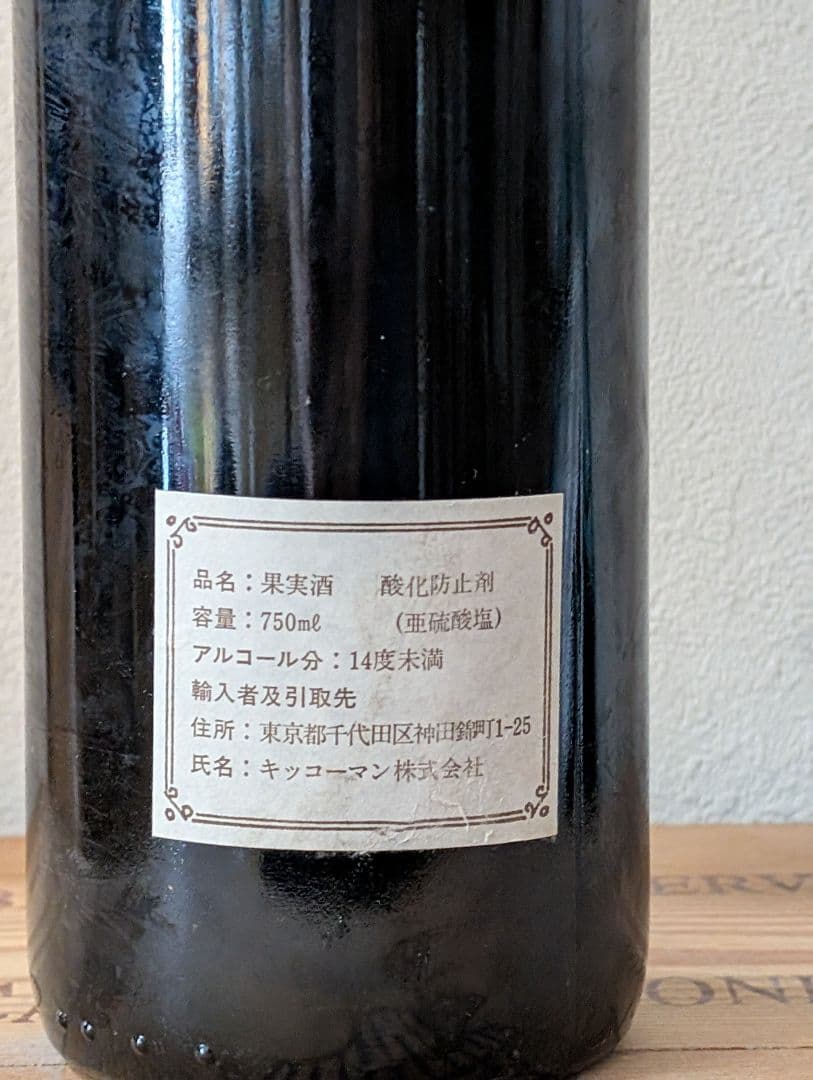 品名：果実酒　　酸化防止剤
容量：750mℓ　　（亜硫酸塩）
アルコール分：14度未満
輸入者及引取先
住所：東京都千代田区神田錦町1-25
氏名：キッコーマン株式会社
ERV
ON